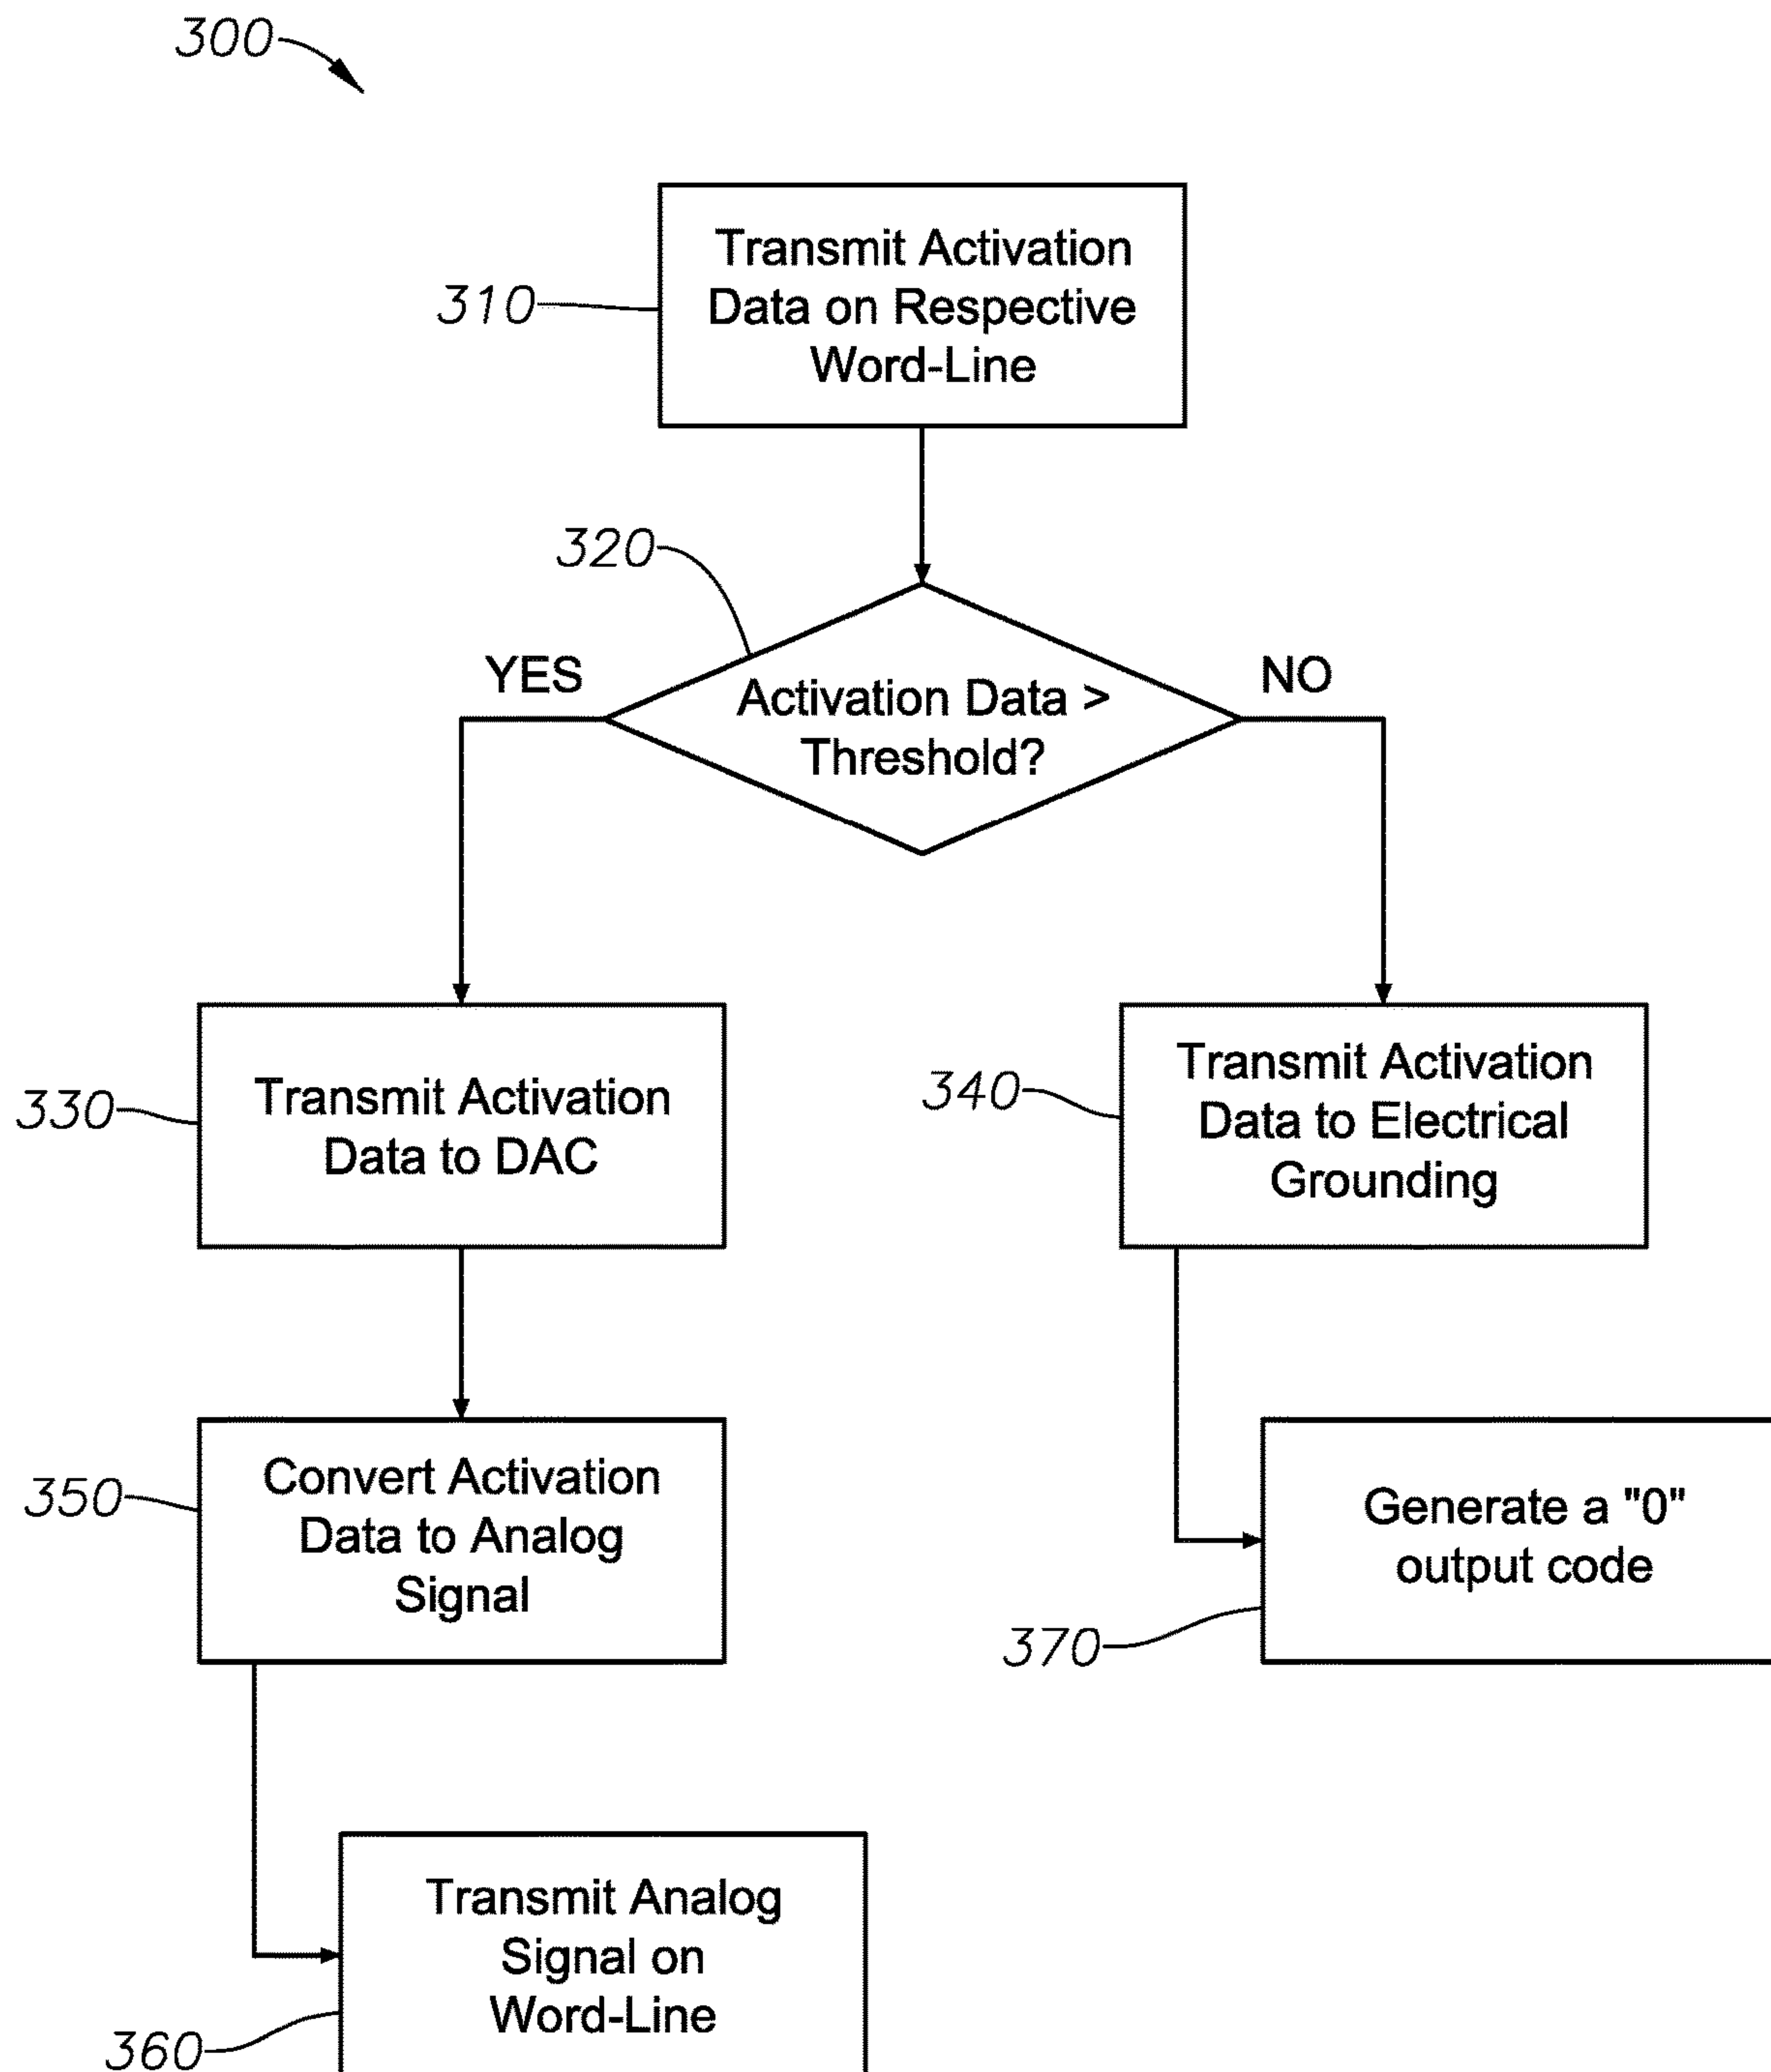 300
310
Transmit Activation
Data on Respective
Word-Line
320
YES
Activation Data >
Threshold?
NO
330
Transmit Activation
Data to DAC
340
Transmit Activation
Data to Electrical
Grounding
350
Convert Activation
Data to Analog
Signal
Generate a "0"
output code
370
Transmit Analog
Signal on
Word-Line
360